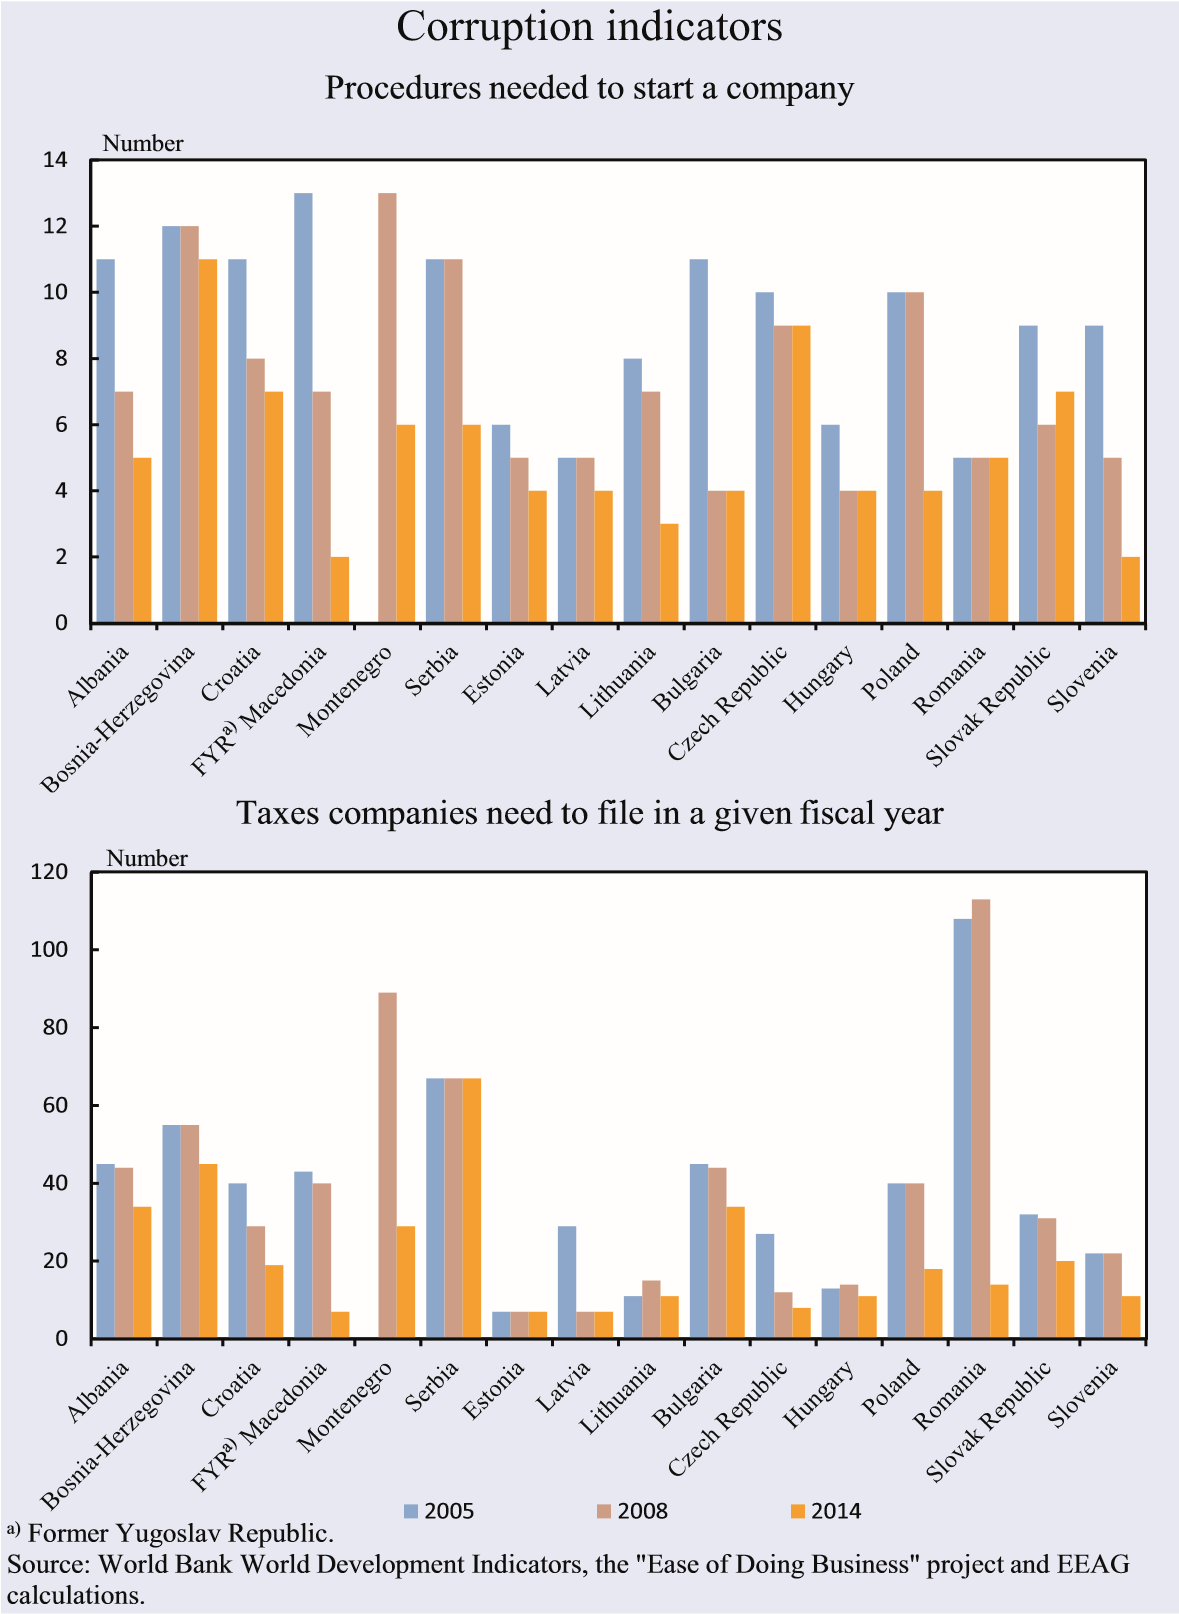 Corruption indicators
Procedures needed to start a company
Number
14
12
10
8
6
4
2
0
Albania
Bosnia-Herzegovina
Croatia
FYRa) Macedonia
Montenegro
Serbia
Estonia
Latvia
Lithuania
Bulgaria
Czech Republic
Hungary
Poland
Romania
Slovak Republic
Slovenia
Taxes companies need to file in a given fiscal year
Number
120
100
80
60
40
20
0
Albania
Bosnia-Herzegovina
Croatia
FYRa) Macedonia
Montenegro
Serbia
Estonia
Latvia
Lithuania
Bulgaria
Czech Republic
Hungary
Poland
Romania
Slovak Republic
Slovenia
2005 2008 2014
a) Former Yugoslav Republic.
Source: World Bank World Development Indicators, the "Ease of Doing Business" project and EEAG
calculations.